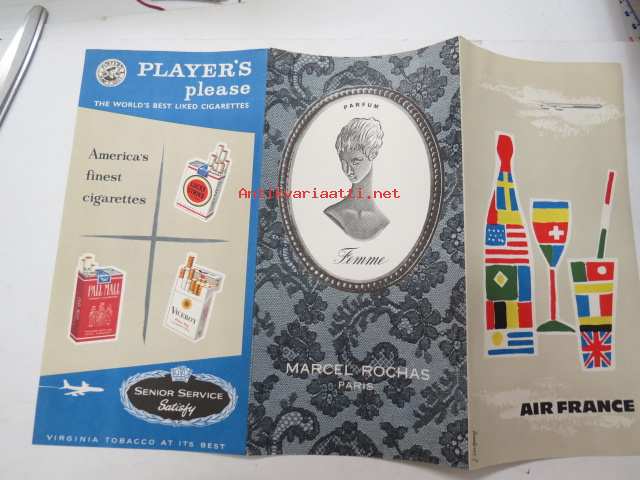 PLAYER'S
please
THE WORLD'S BEST LIKED CIGARETTES
America's
finest
cigarettes
LUCKY
STRIKE
PALL MALL
VICEROY
SENIOR SERVICE
Satisfy
VIRGINIA TOBACCO AT ITS BEST
PARFUM
Femme
MARCEL ROCHAS
PARIS
AIR FRANCE
Antikvariaatti.net